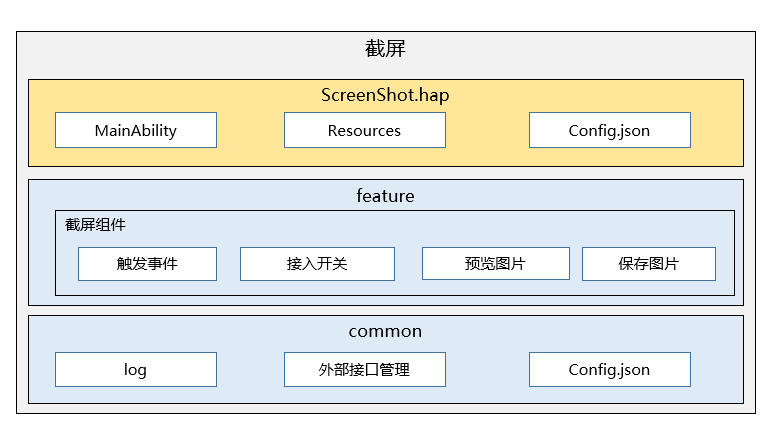 截屏
ScreenShot.hap
MainAbility
Resources
Config.json
feature
截屏组件
触发事件
接入开关
预览图片
保存图片
common
log
外部接口管理
Config.json